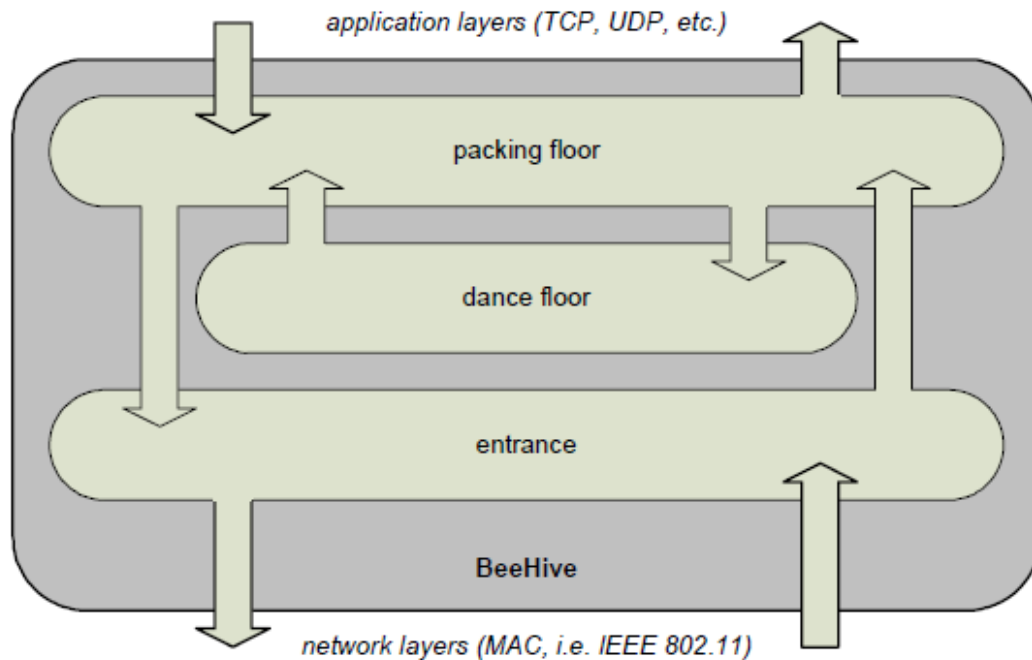 application layers (TCP, UDP, etc.)
packing floor
dance floor
entrance
BeeHive
network layers (MAC, i.e. IEEE 802.11)